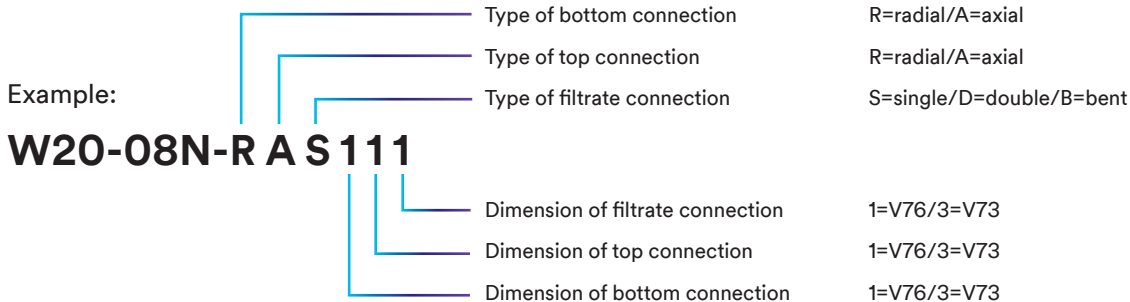 Type of bottom connection R=radial/A=axial
Type of top connection R=radial/A=axial
Example:
Type of filtrate connection S=single/D=double/B=bent
W20-08N-R A S 1 1 1
Dimension of filtrate connection 1=V76/3=V73
Dimension of top connection 1=V76/3=V73
Dimension of bottom connection 1=V76/3=V73